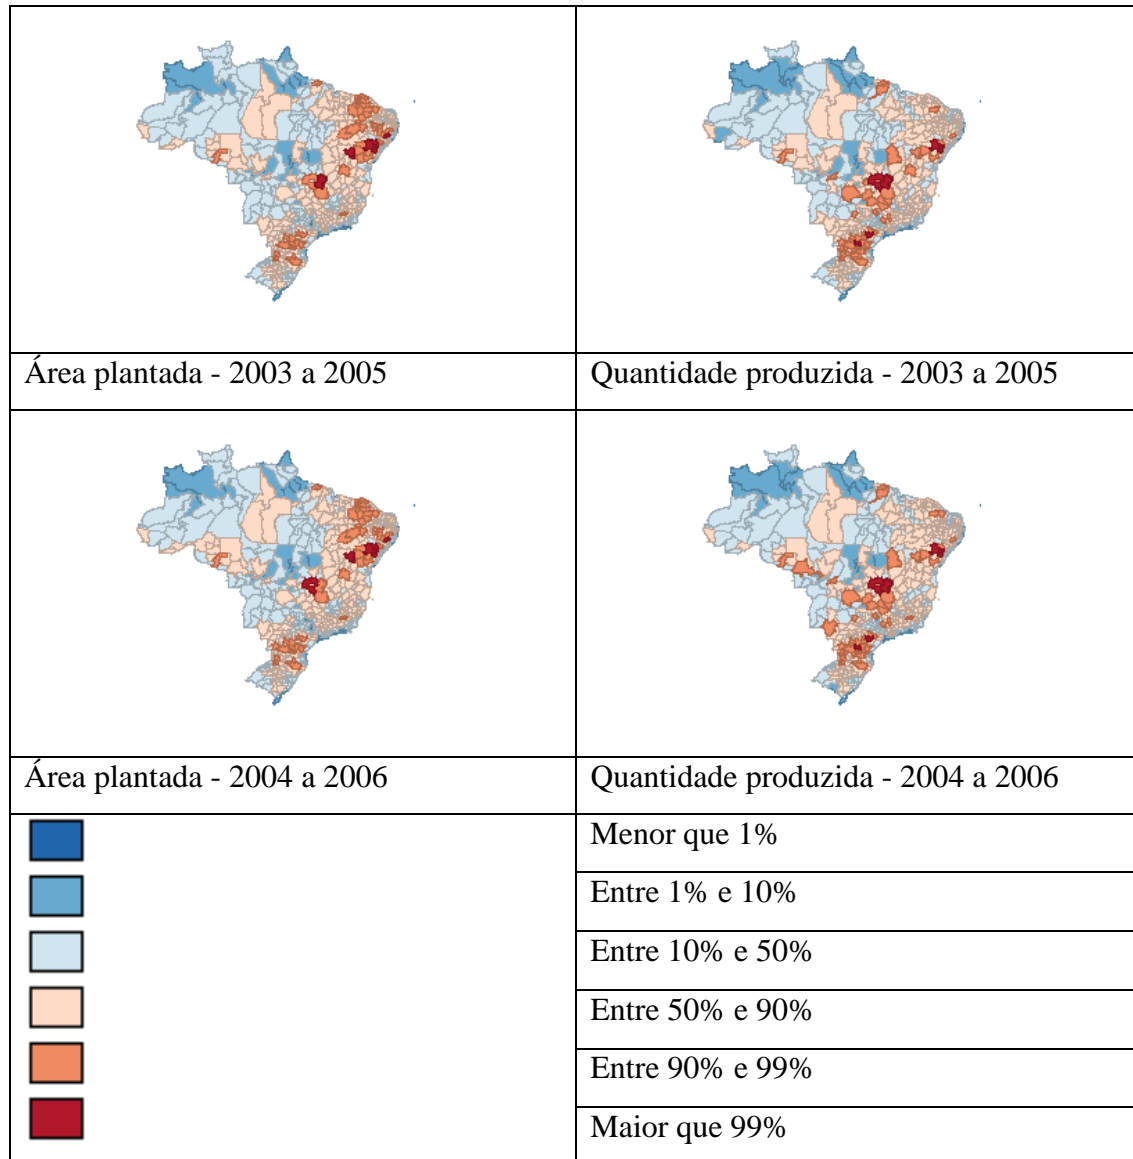 Área plantada - 2003 a 2005
Quantidade produzida - 2003 a 2005
Área plantada - 2004 a 2006
Quantidade produzida - 2004 a 2006
Menor que 1%
Entre 1% e 10%
Entre 10% e 50%
Entre 50% e 90%
Entre 90% e 99%
Maior que 99%